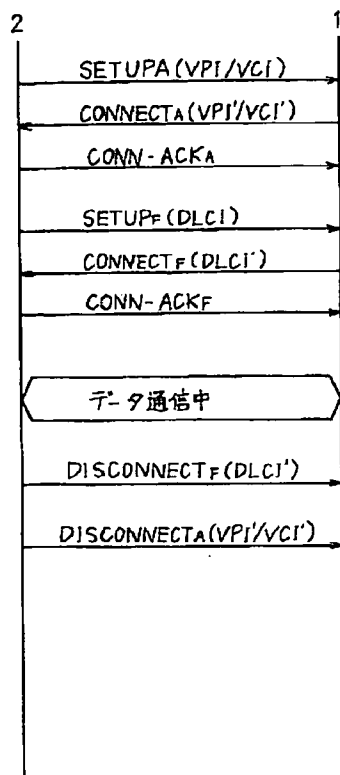 2 1
SETUPA(VPI/VCI)
CONNECTA(VPI'/VCI')
CONN-ACKA
SETUPF(DLCI)
CONNECTF(DLCI')
CONN-ACKF
データ通信中
DISCONNECTF(DLCI')
DISCONNECTA(VPI'/VCI')